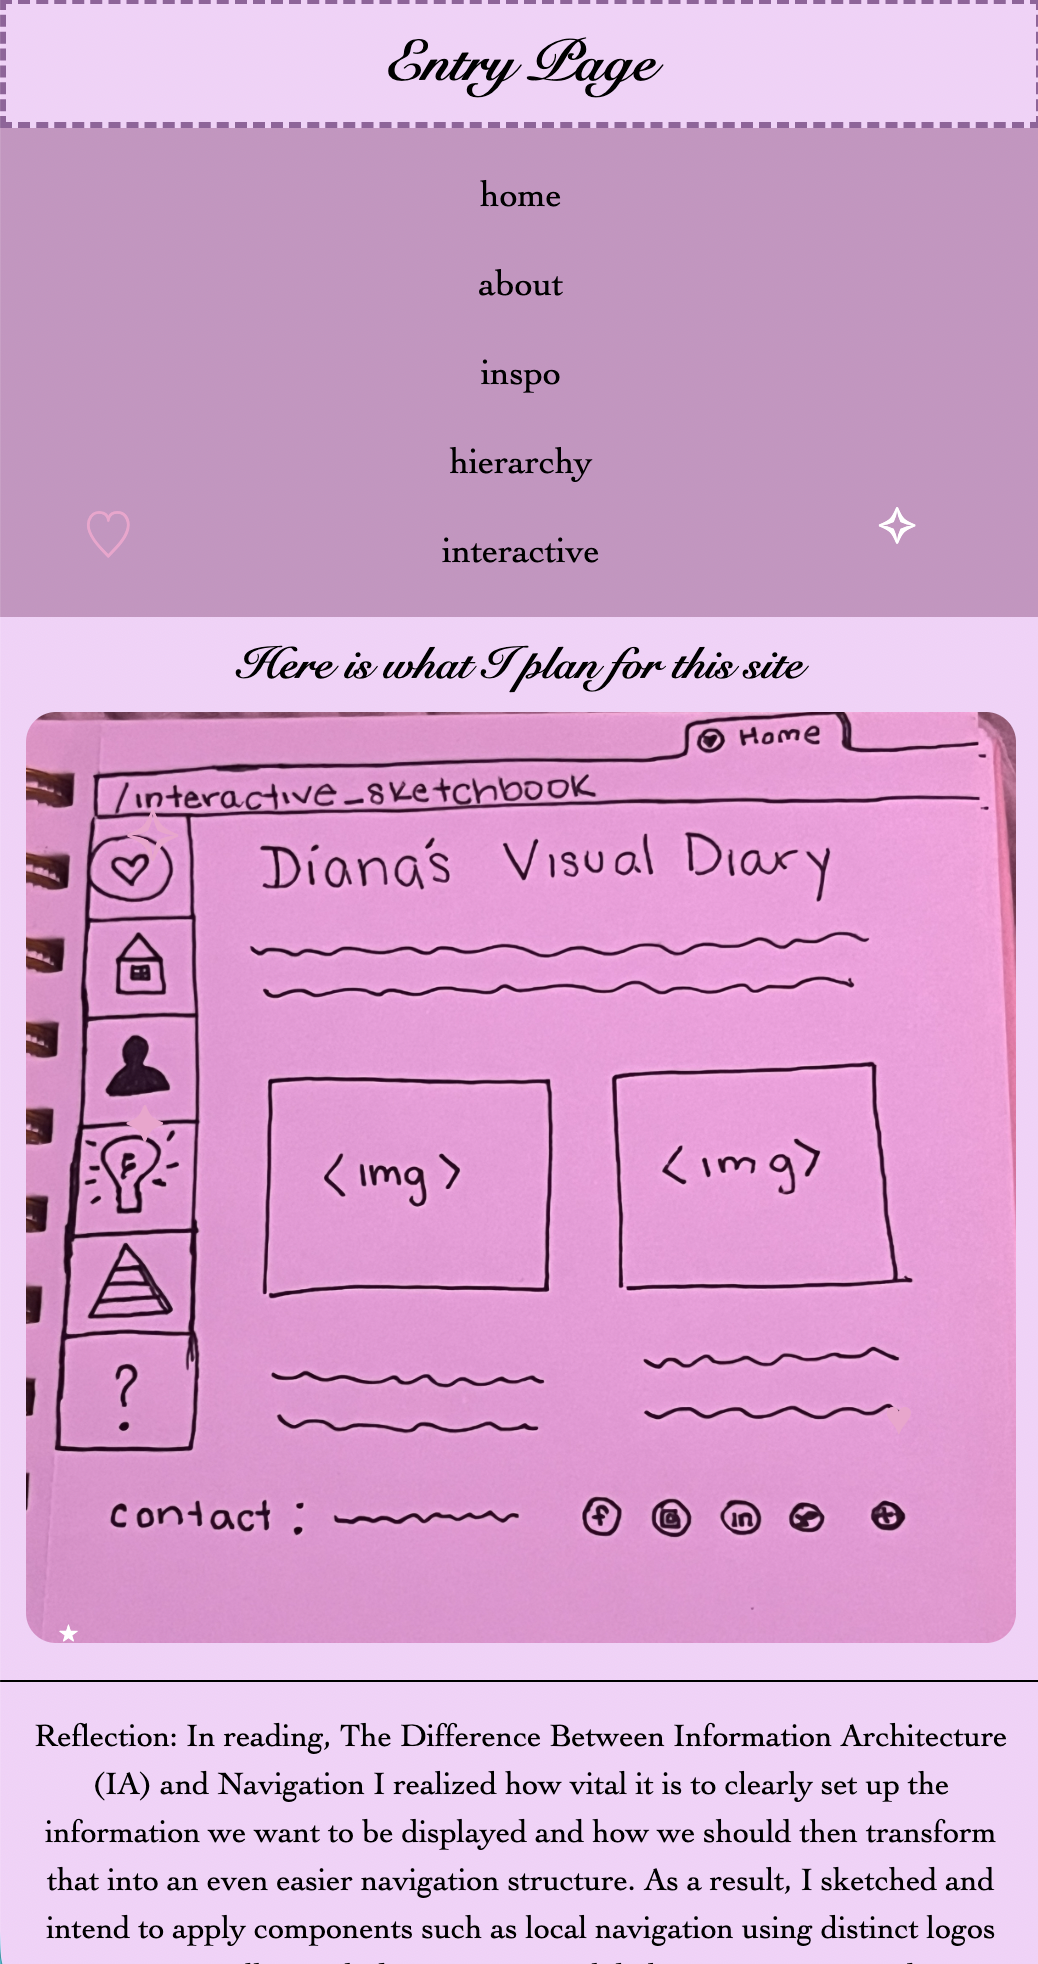 Entry Page
home
about
inspo
hierarchy
interactive
Here is what I plan for this site
Home
/interactive_sketchbook
Diana's Visual Diary
<img> <img>
?
contact: f in +
Reflection: In reading, The Difference Between Information Architecture
(IA) and Navigation I realized how vital it is to clearly set up the
information we want to be displayed and how we should then transform
that into an even easier navigation structure. As a result, I sketched and
intend to apply components such as local navigation using distinct logos